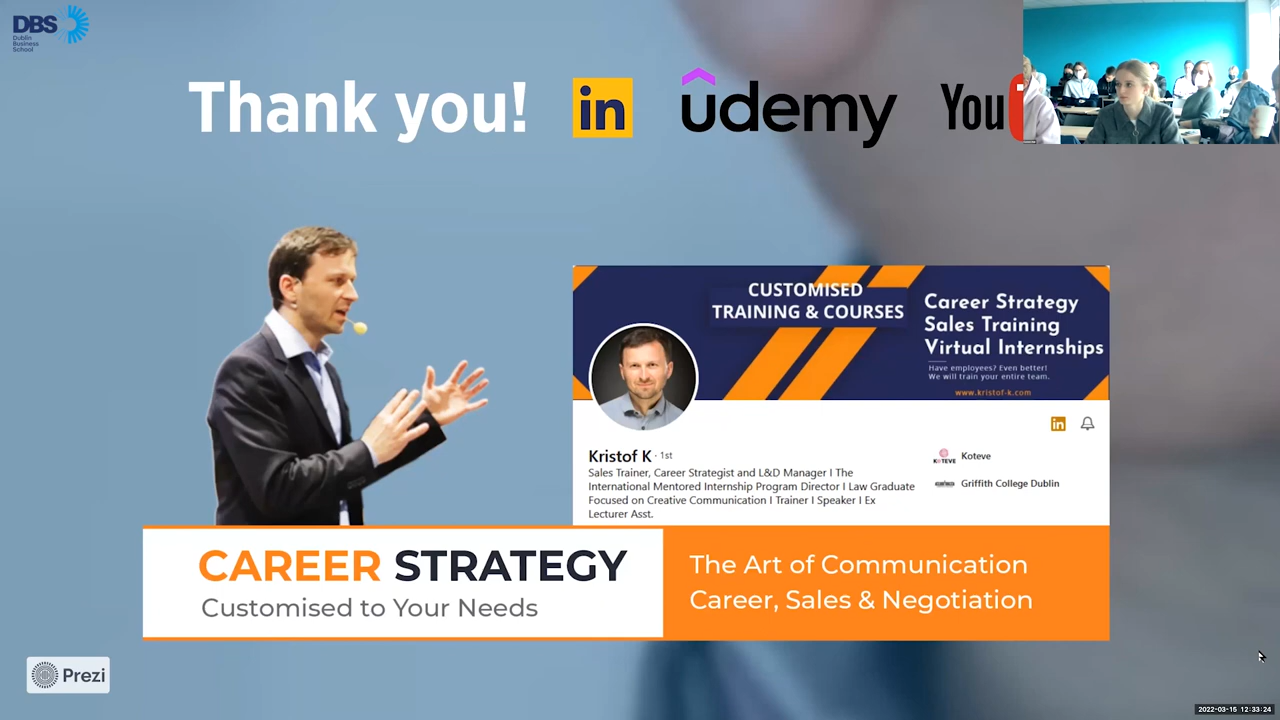 DBS
Dublin
Business
School
Thank you!
in
udemy
You
CUSTOMISED
TRAINING & COURSES
Career Strategy
Sales Training
Virtual Internships
Have employees? Even better!
We will train your entire team.
www.kristof-k.com
in
Kristof K · 1st
Sales Trainer, Career Strategist and L&D Manager I The
International Mentored Internship Program Director I Law Graduate
Focused on Creative Communication I Trainer I Speaker I Ex
Lecturer Asst.
KOTEVE
Koteve
Griffith College Dublin
CAREER STRATEGY
Customised to Your Needs
The Art of Communication
Career, Sales & Negotiation
Prezi
2022-03-15 12:33:24